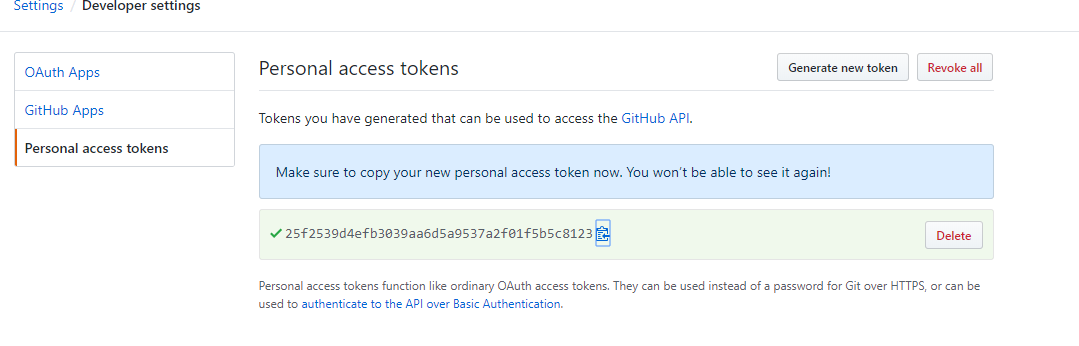 Settings / Developer settings
OAuth Apps
GitHub Apps
Personal access tokens
Personal access tokens
Generate new token
Revoke all
Tokens you have generated that can be used to access the GitHub API.
Make sure to copy your new personal access token now. You won't be able to see it again!
25f2539d4efb3039aa6d5a9537a2f01f5b5c8123
Delete
Personal access tokens function like ordinary OAuth access tokens. They can be used instead of a password for Git over HTTPS, or can be
used to authenticate to the API over Basic Authentication.